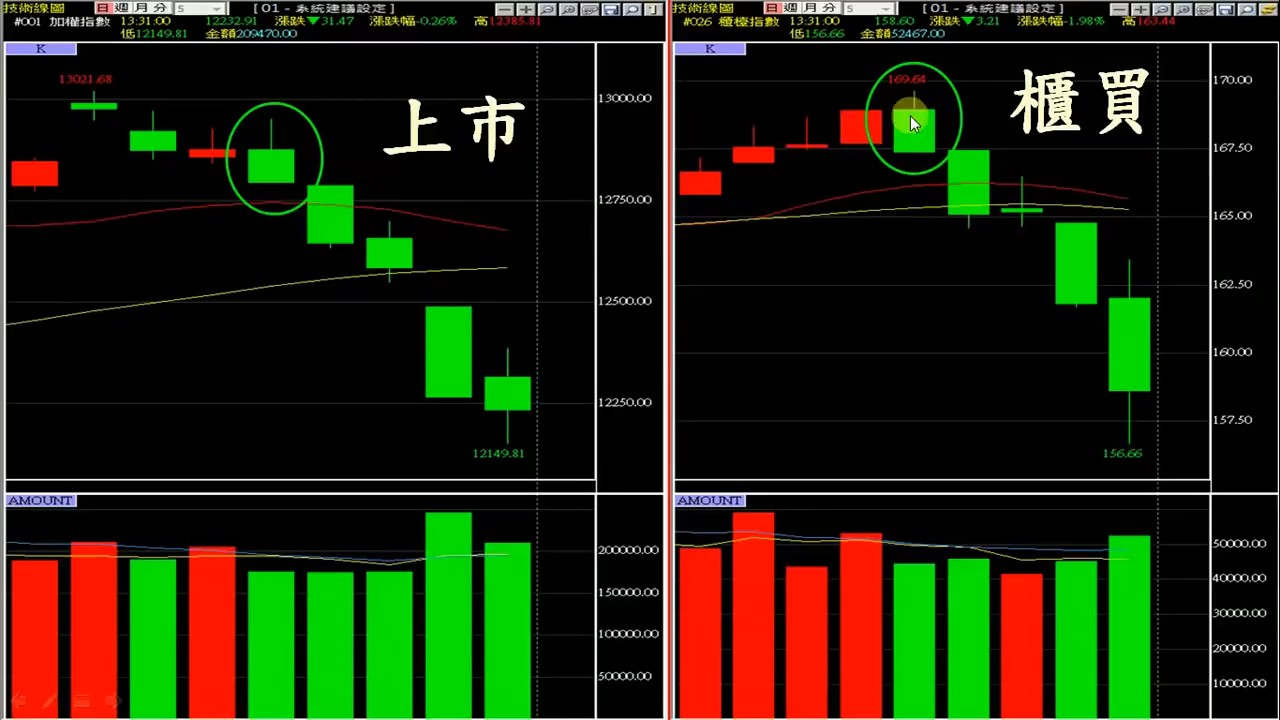 技術線圖 日 週 月 分 5 [01 - 系統建議設定]
#001 加權指數 13:31:00 12232.91 漲跌▼31.47 漲跌幅-0.26% 高12385.81
低12149.81 金額209470.00
K
13021.68
上市
13000.00
12750.00
12500.00
12250.00
12149.81
AMOUNT
200000.00
150000.00
100000.00
50000.00
技術線圖 日 週 月 分 5 [01 - 系統建議設定]
#026 櫃檯指數 13:31:00 158.60 漲跌▼3.21 漲跌幅-1.98% 高163.44
低156.66 金額52467.00
K
169.64
櫃買
170.00
167.50
165.00
162.50
160.00
157.50
156.66
AMOUNT
50000.00
40000.00
30000.00
20000.00
10000.00